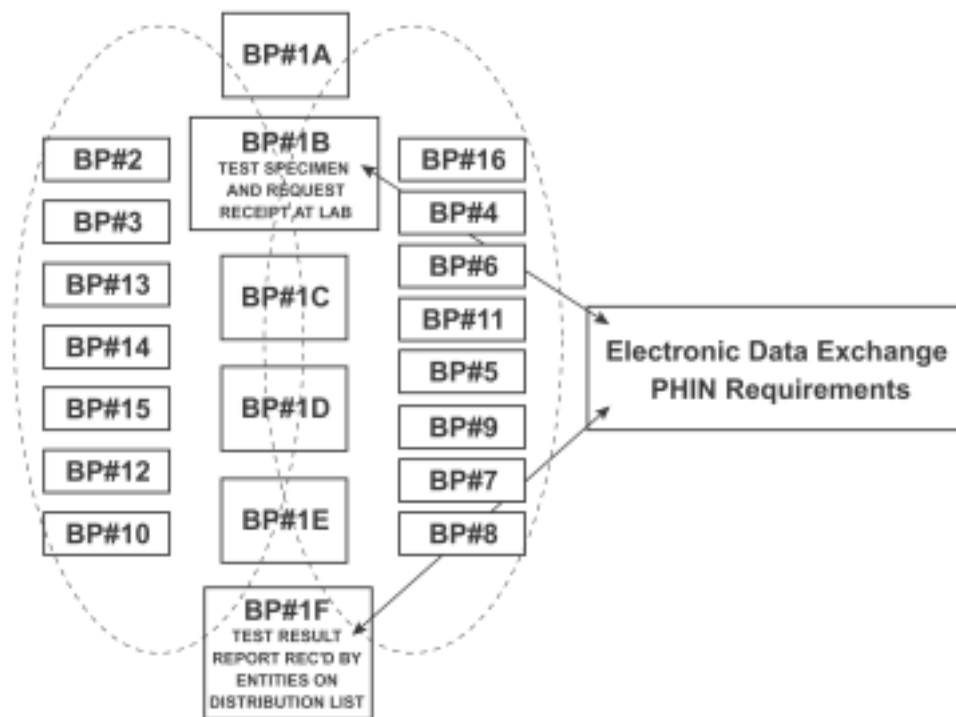 BP#1A
BP#1B
TEST SPECIMEN
AND REQUEST
RECEIPT AT LAB
BP#1C
BP#1D
BP#1E
BP#1F
TEST RESULT
REPORT REC'D BY
ENTITIES ON
DISTRIBUTION LIST
BP#2
BP#3
BP#13
BP#14
BP#15
BP#12
BP#10
BP#16
BP#4
BP#6
BP#11
BP#5
BP#9
BP#7
BP#8
Electronic Data Exchange
PHIN Requirements